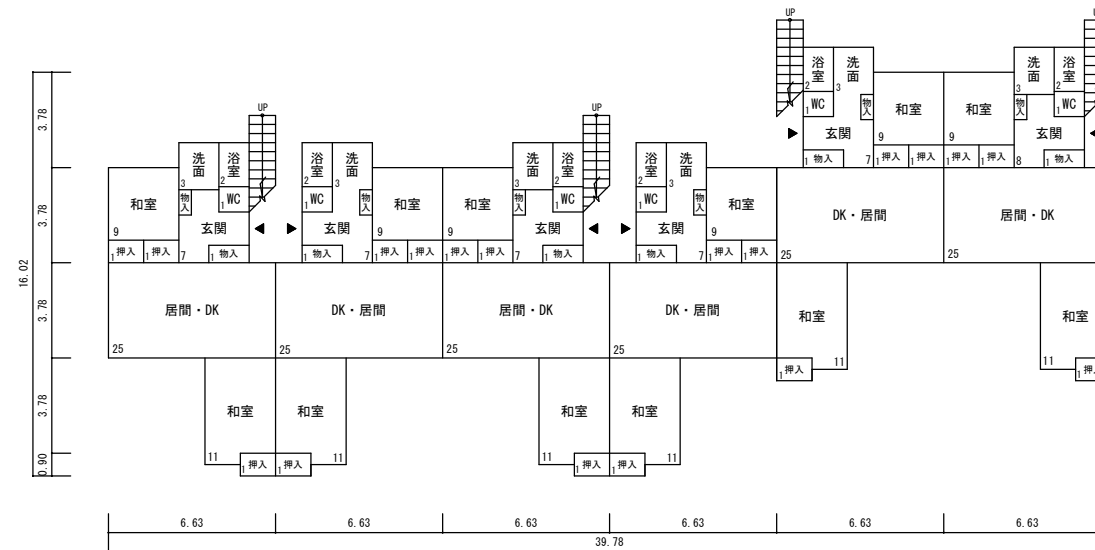 UP
U
浴室
2
洗面
3
WC
1
物入
和室
9
玄関
1 物入
7
1 押入
1 押入
和室
9
1 押入
1 押入
洗面
3
浴室
2
WC
1
物入
玄関
8
1 物入
3.78
3.78
3.78
3.78
0.90
16.02
UP
洗面
3
浴室
2
物入
WC
1
和室
9
玄関
1 押入
1 押入
7
1 物入
浴室
2
洗面
3
WC
1
物入
和室
9
玄関
1 物入
7
1 押入
1 押入
UP
和室
9
洗面
3
浴室
2
物入
WC
1
玄関
1 押入
1 押入
7
1 物入
浴室
2
洗面
3
WC
1
物入
和室
9
玄関
1 物入
7
1 押入
1 押入
DK・居間
25
居間・DK
25
居間・DK
25
DK・居間
25
居間・DK
25
DK・居間
25
和室
11
1 押入
和室
11
1 押
和室
11
1 押入
和室
11
1 押入
和室
11
1 押入
和室
11
1 押入
6.63
6.63
6.63
6.63
6.63
6.63
39.78